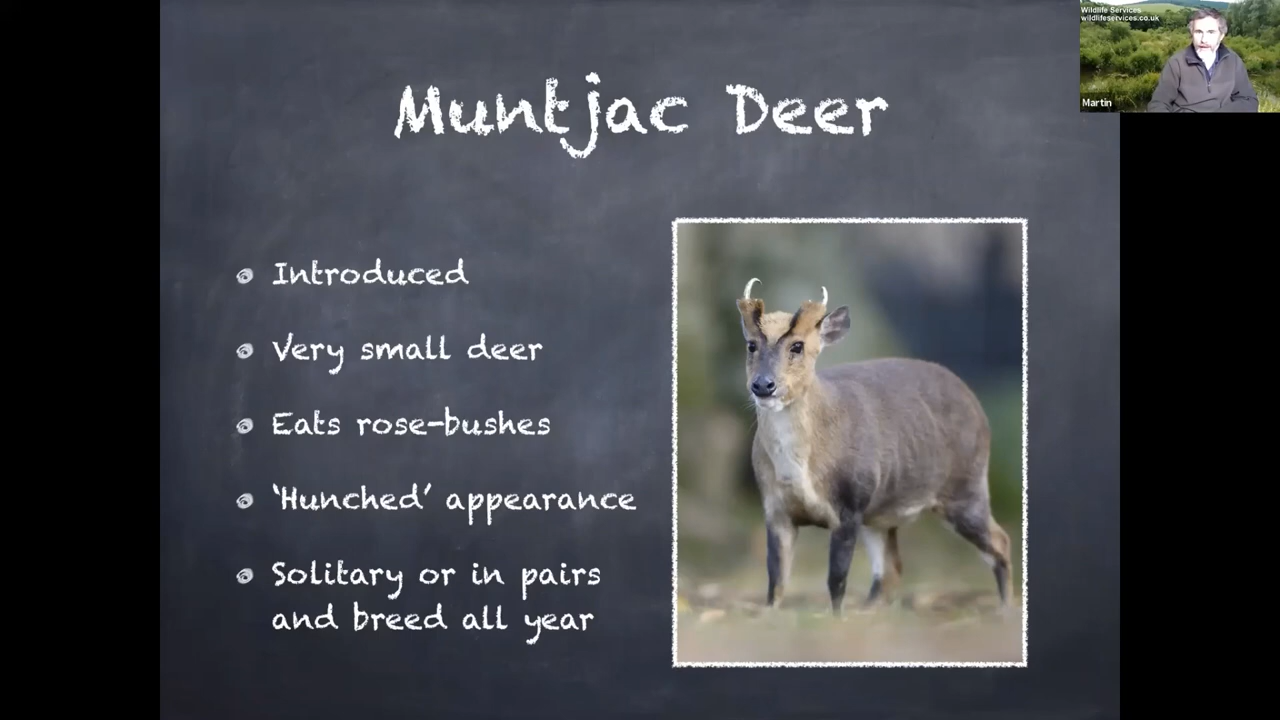 Muntjac Deer
Introduced
Very small deer
Eats rose-bushes
‘Hunched’ appearance
Solitary or in pairs
and breed all year
Wildlife Services
wildlifeservices.co.uk
Martin